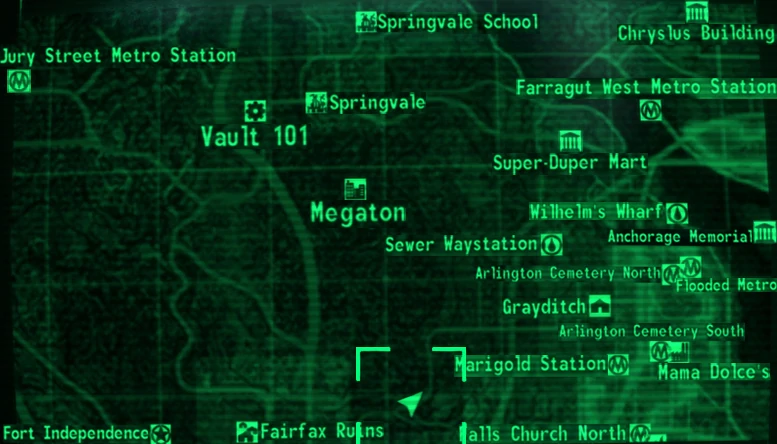 Springvale School
Chryslus Building
Jury Street Metro Station
Farragut West Metro Station
Springvale
Vault 101
Super-Duper Mart
Megaton
Wilhelm's Wharf
Anchorage Memorial
Sewer Waystation
Arlington Cemetery North
Flooded Metro
Grayditch
Arlington Cemetery South
Marigold Station
Mama Dolce's
Fort Independence
Fairfax Ruins
Falls Church North